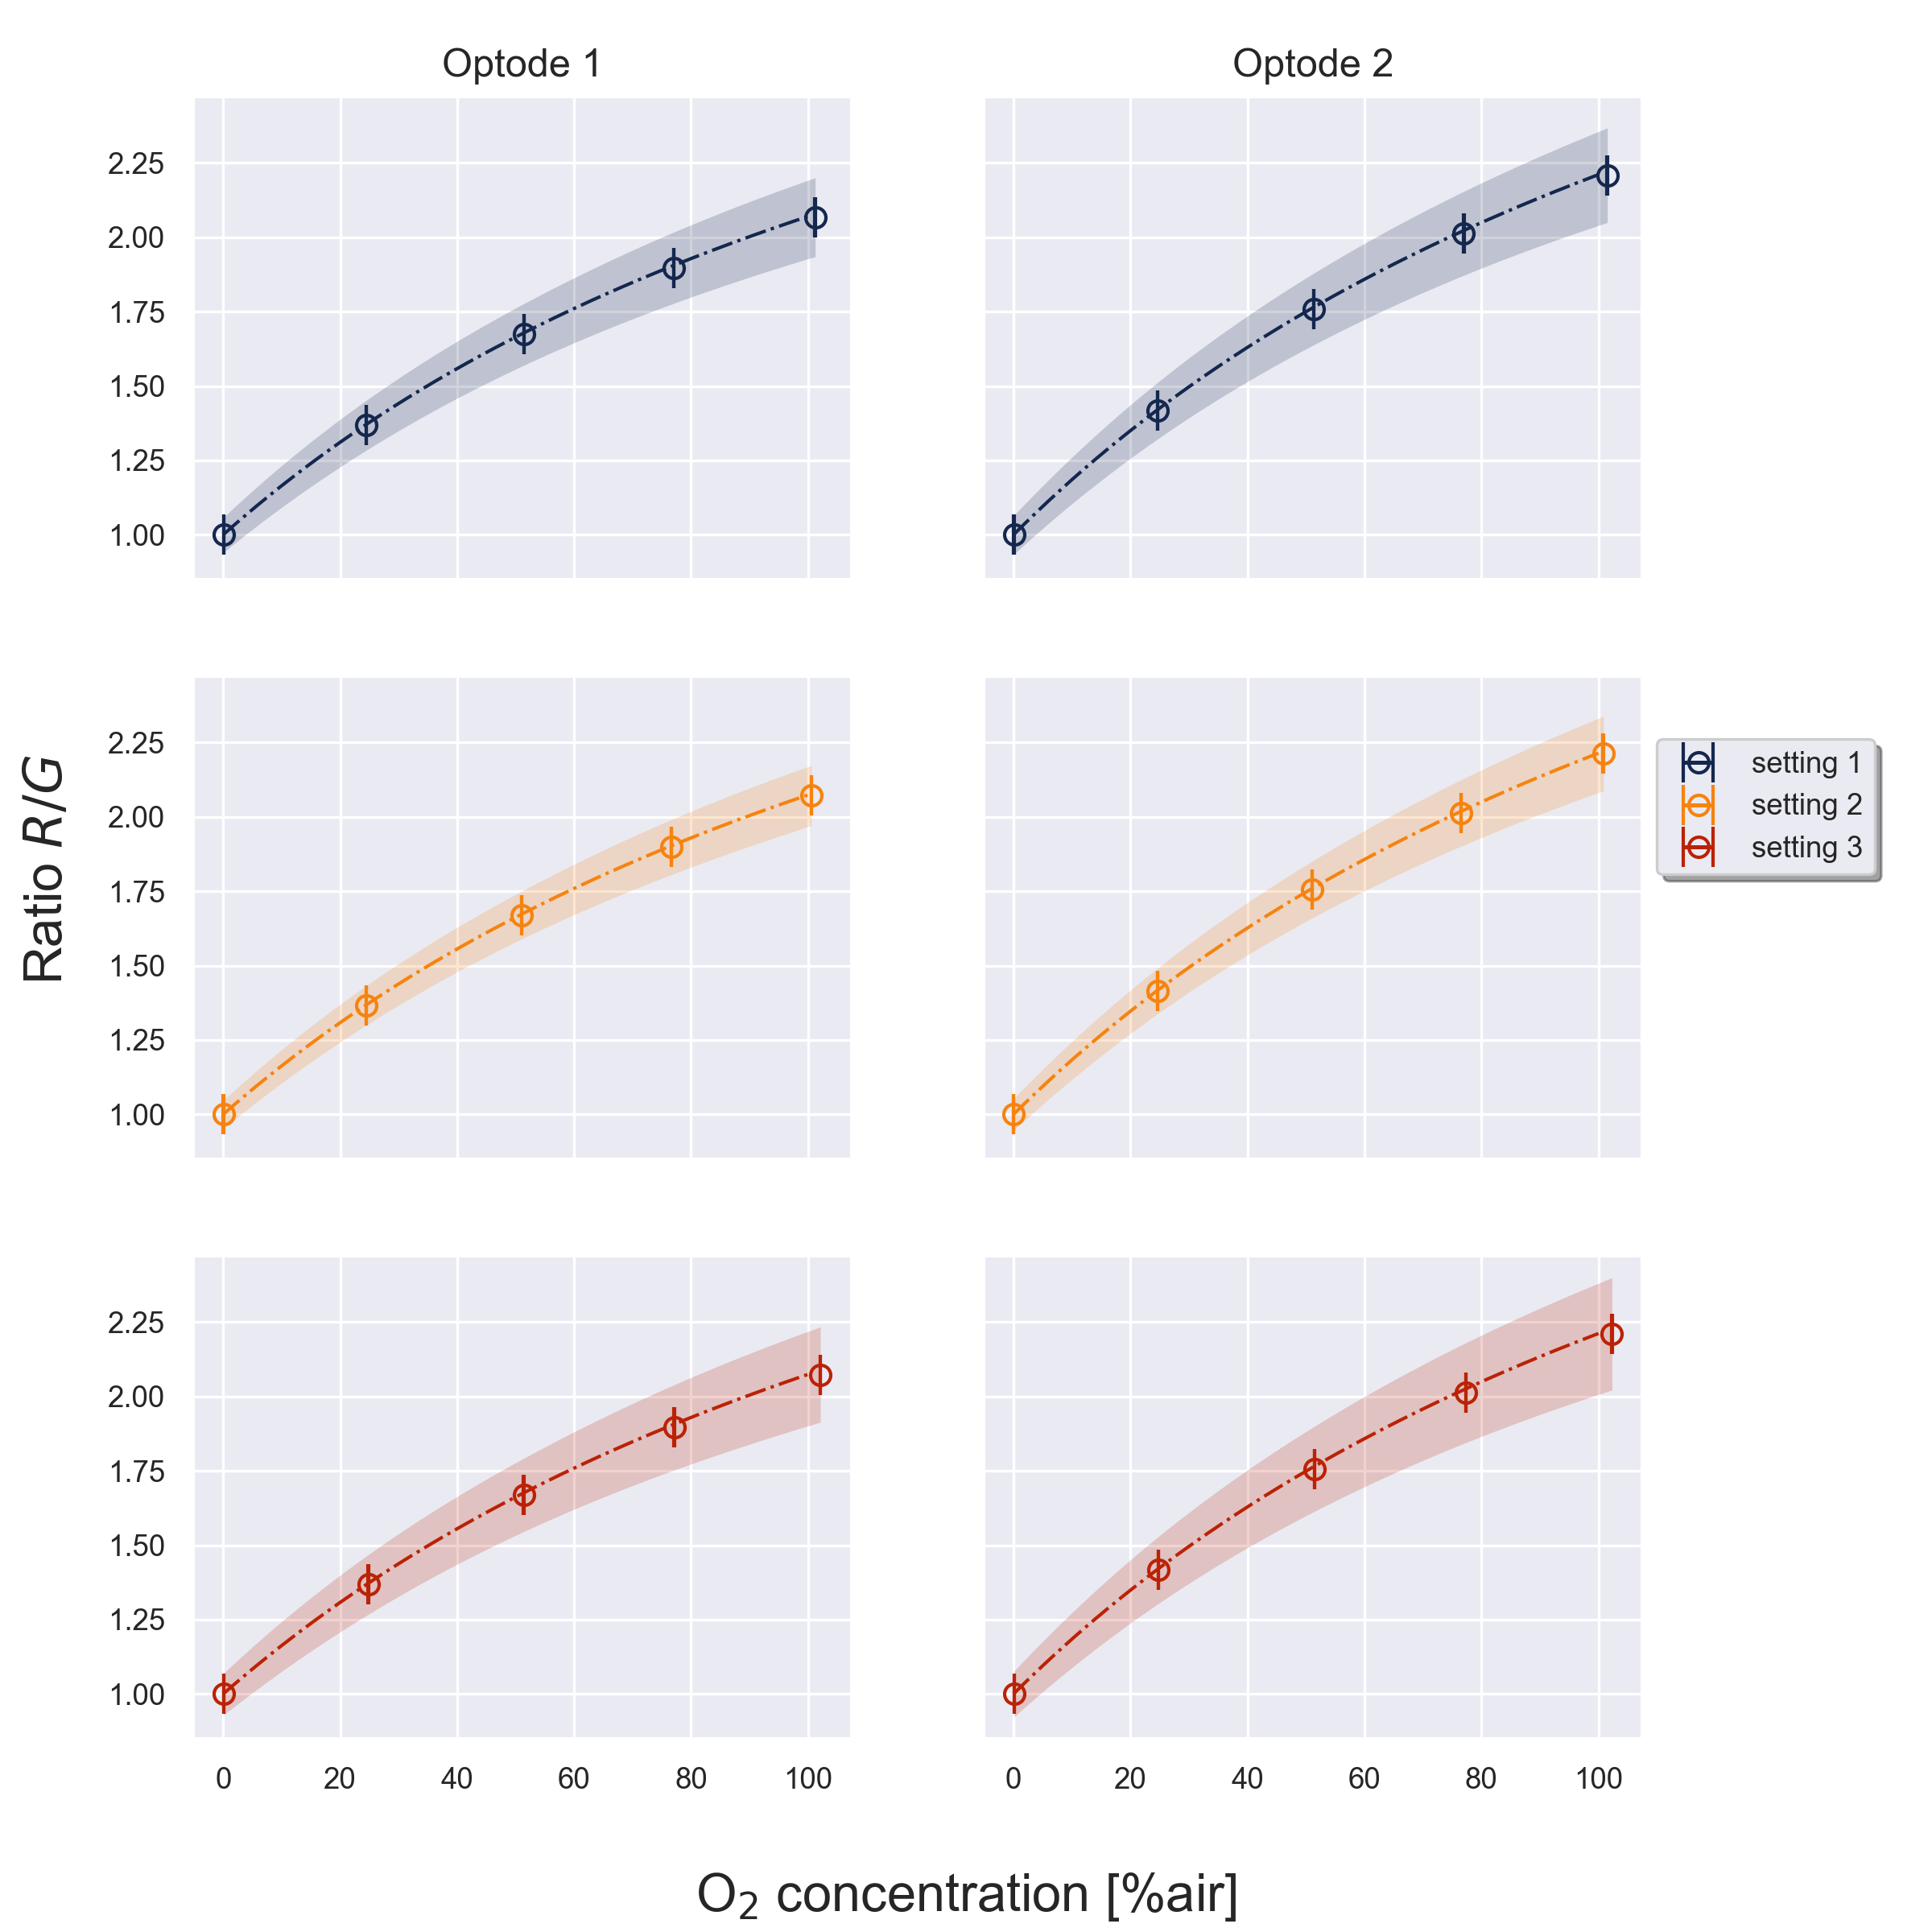 Optode 1
Optode 2
2.25
2.00
1.75
1.50
1.25
1.00
2.25
2.00
1.75
1.50
1.25
1.00
2.25
2.00
1.75
1.50
1.25
1.00
Ratio R/G
setting 1
setting 2
setting 3
0 20 40 60 80 100
0 20 40 60 80 100
O₂ concentration [%air]